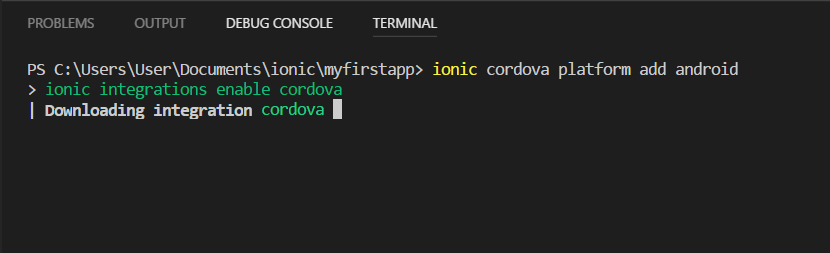 PROBLEMS OUTPUT DEBUG CONSOLE TERMINAL
PS C:\Users\User\Documents\ionic\myfirstapp> ionic cordova platform add android
> ionic integrations enable cordova
| Downloading integration cordova